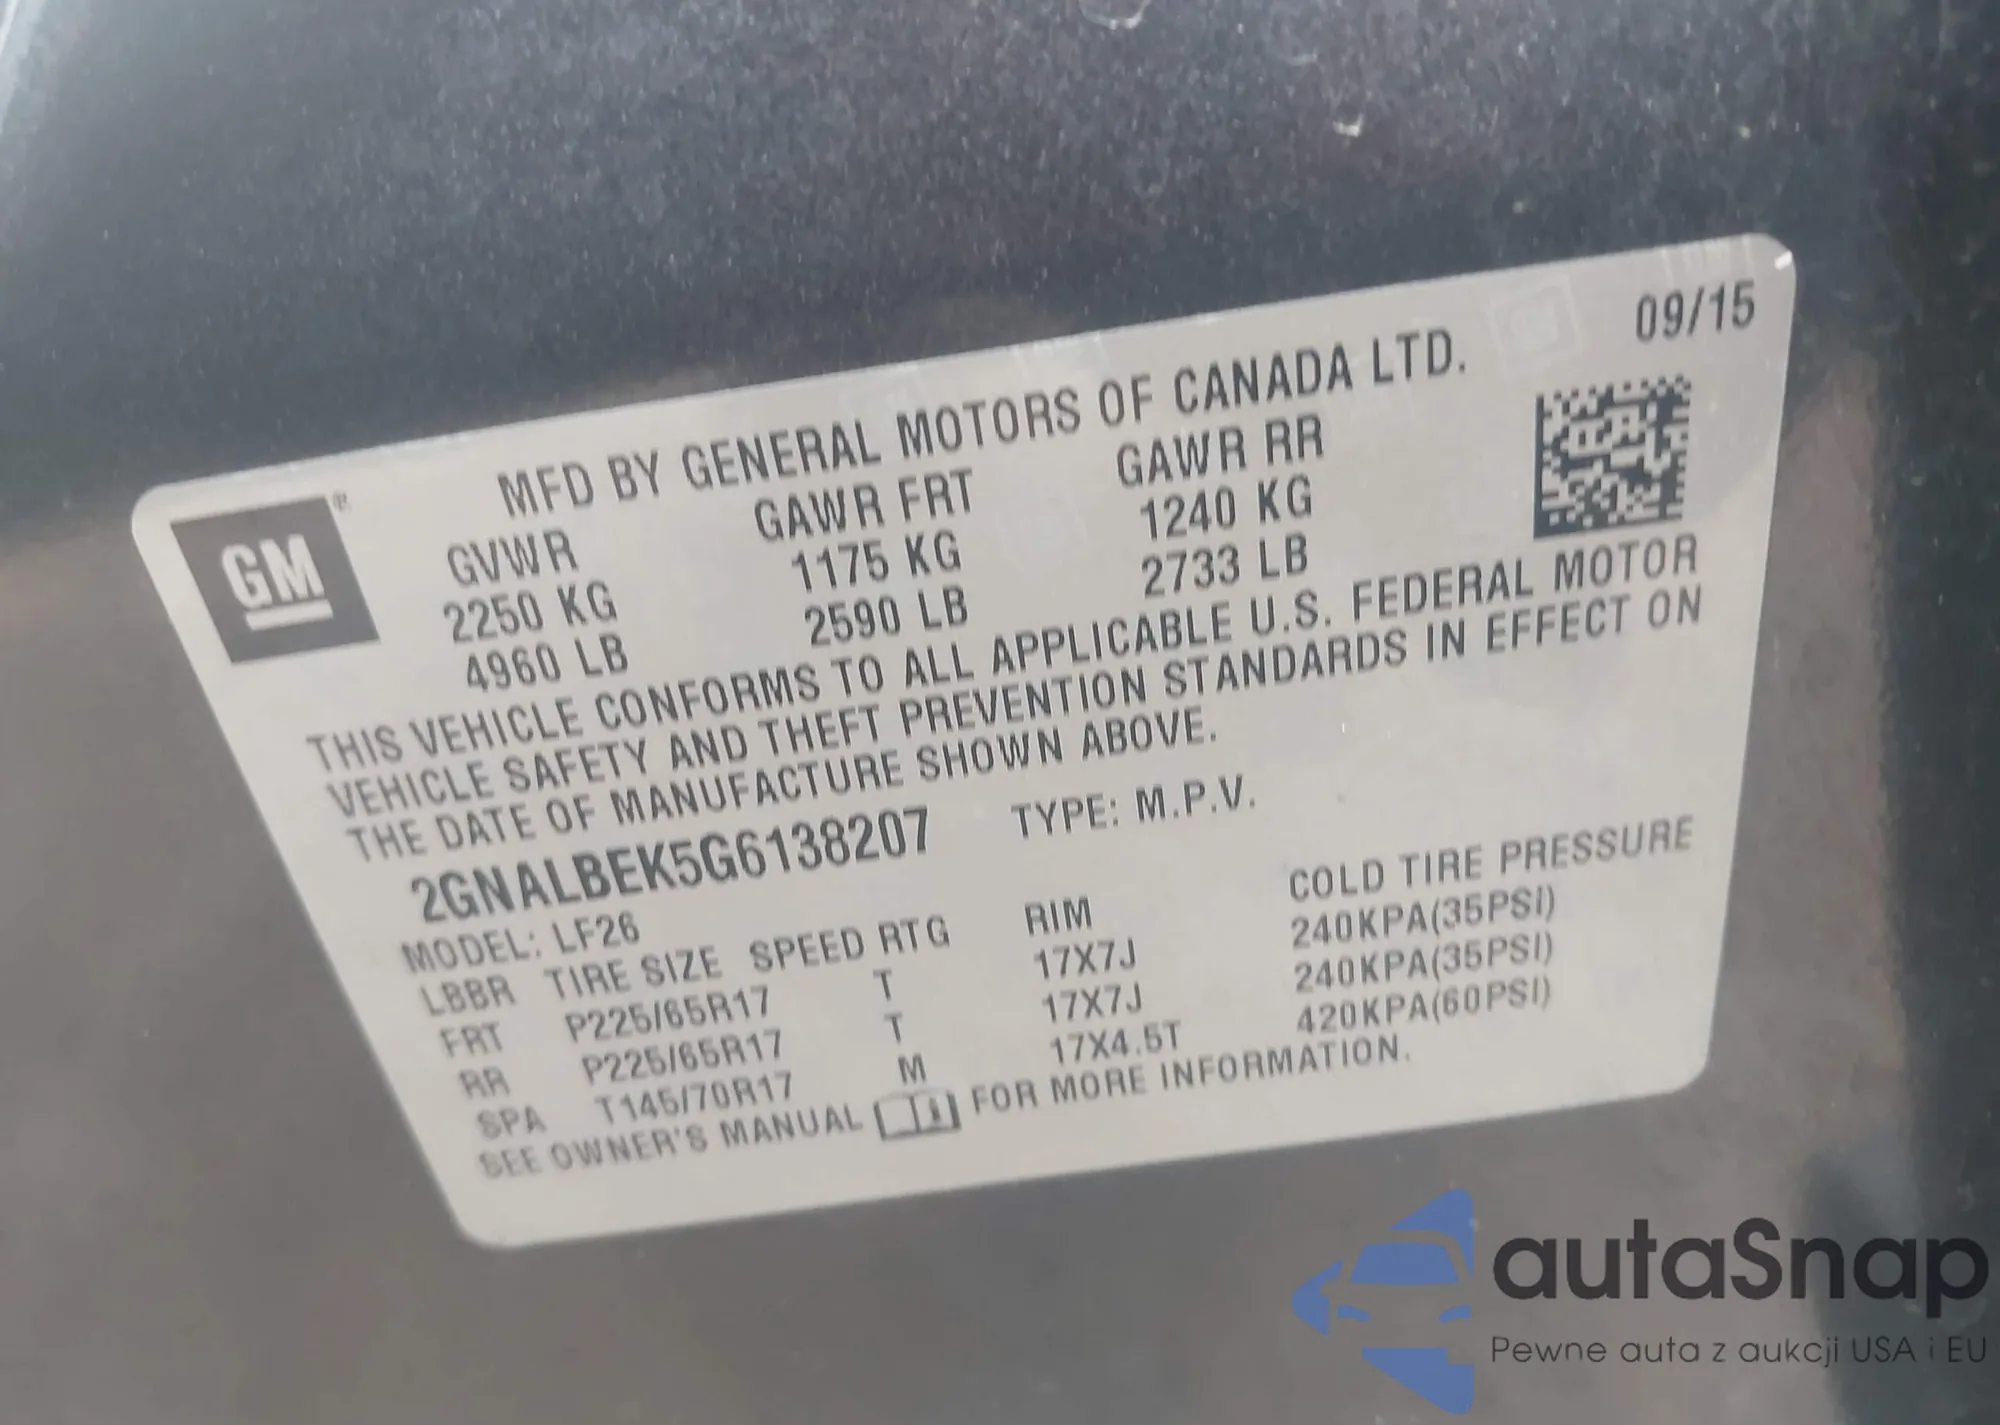 09/15
MFD BY GENERAL MOTORS OF CANADA LTD.
GM®
GVWR GAWR FRT GAWR RR
2250 KG 1175 KG 1240 KG
4960 LB 2590 LB 2733 LB
THIS VEHICLE CONFORMS TO ALL APPLICABLE U.S. FEDERAL MOTOR
VEHICLE SAFETY AND THEFT PREVENTION STANDARDS IN EFFECT ON
THE DATE OF MANUFACTURE SHOWN ABOVE.
2GNALBEK5G6138207 TYPE: M.P.V.
MODEL: LF26
LBBR TIRE SIZE SPEED RTG RIM COLD TIRE PRESSURE
FRT P225/65R17 T 17X7J 240KPA(35PSI)
RR P225/65R17 T 17X7J 240KPA(35PSI)
SPA T145/70R17 M 17X4.5T 420KPA(60PSI)
SEE OWNER'S MANUAL FOR MORE INFORMATION.
autaSnap
Pewne auta z aukcji USA i EU